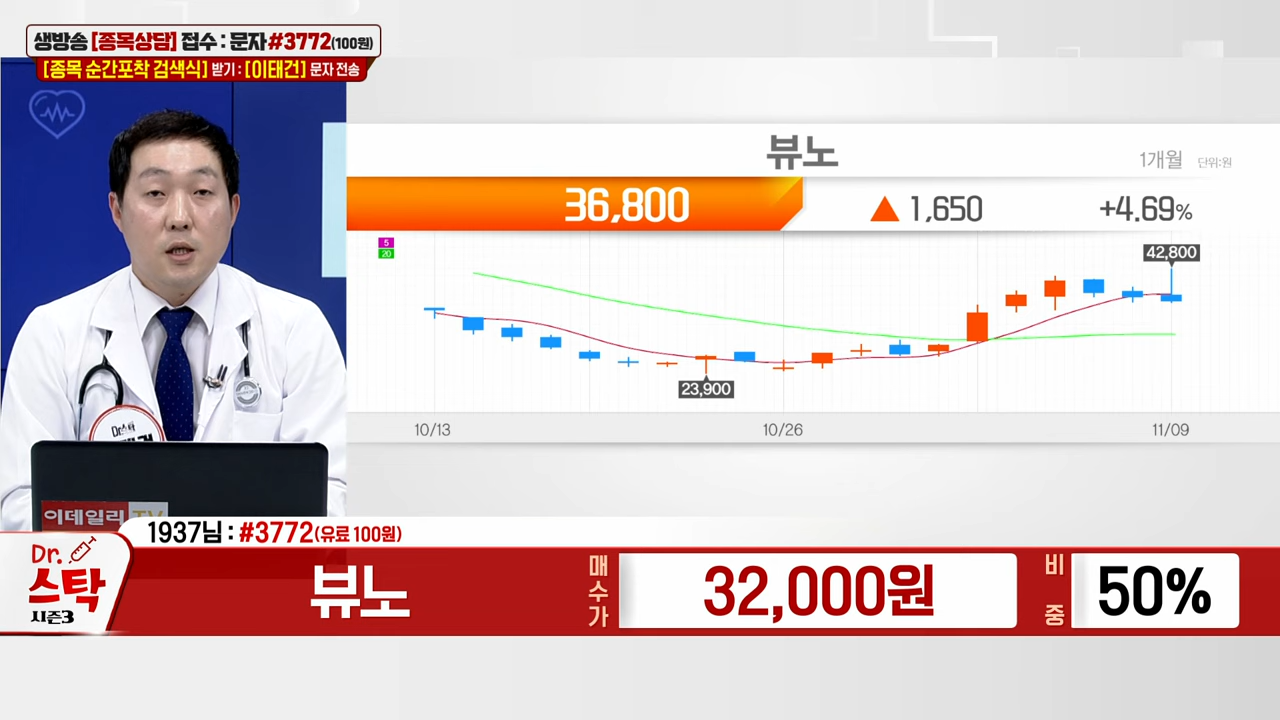 생방송 [종목상담] 접수 : 문자#3772(100원)
[종목 순간포착 검색식] 받기 : [이태건] 문자 전송
뷰노
1개월 단위:원
36,800 ▲ 1,650 +4.69%
5
20
42,800
23,900
10/13 10/26 11/09
Dr.스탁
이데일리 TV
1937님 : #3772(유료 100원)
Dr.
스탁
시즌3
뷰노 매수가 32,000원 비중 50%